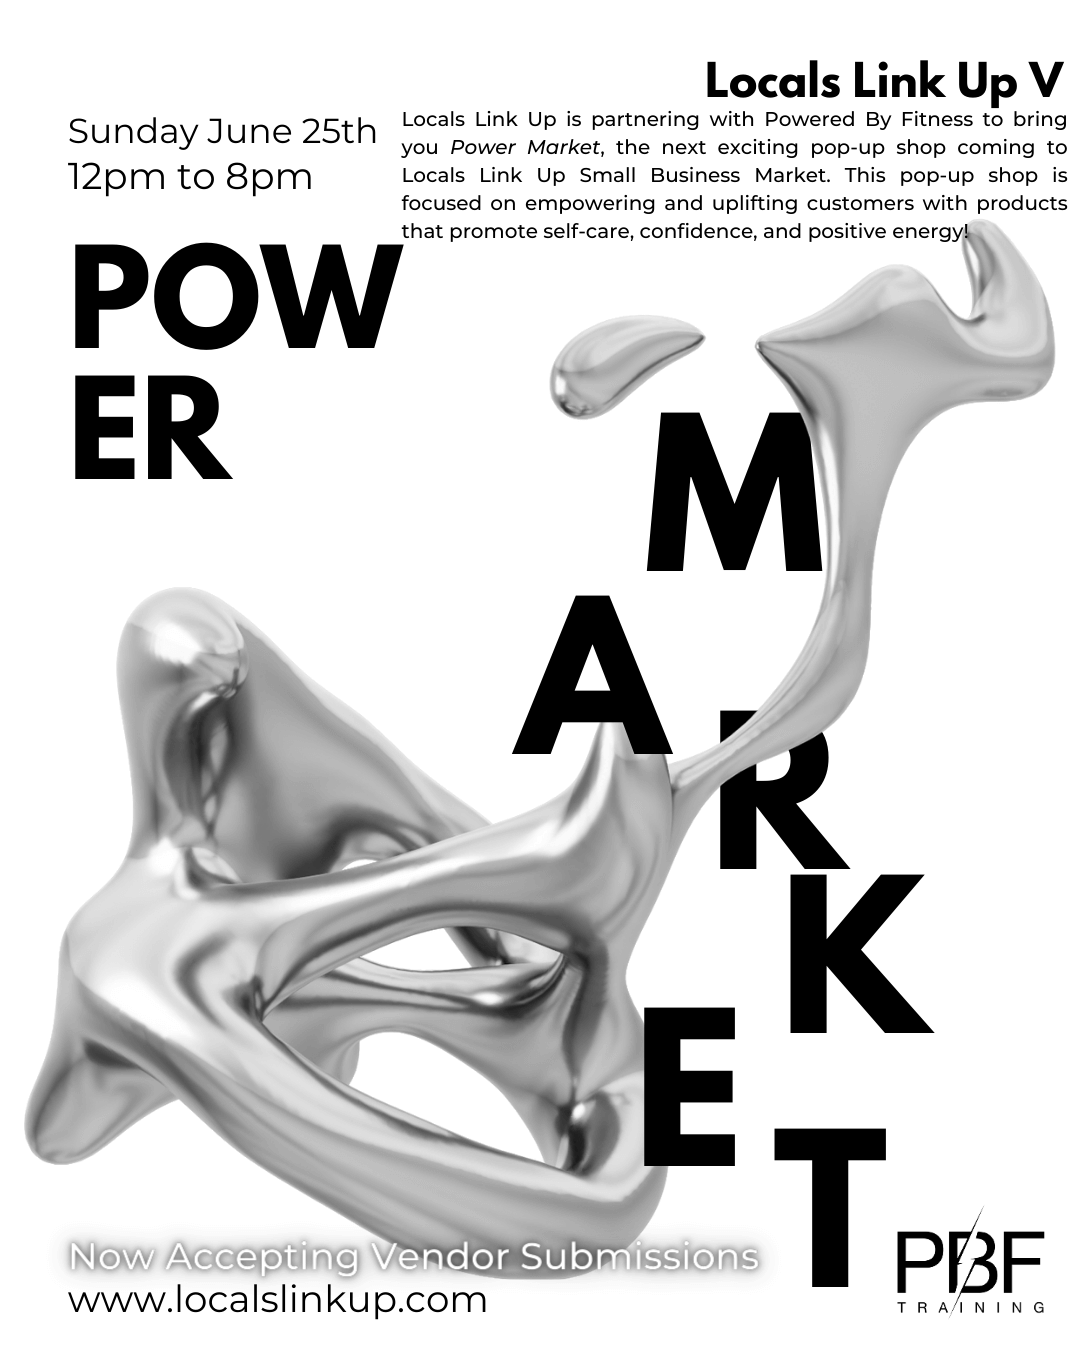 Locals Link Up V
Sunday June 25th
12pm to 8pm
Locals Link Up is partnering with Powered By Fitness to bring
you Power Market, the next exciting pop-up shop coming to
Locals Link Up Small Business Market. This pop-up shop is
focused on empowering and uplifting customers with products
that promote self-care, confidence, and positive energy!
POW
ER
M
A
R
K
E
T
Now Accepting Vendor Submissions
www.localslinkup.com
PBF
TRAINING